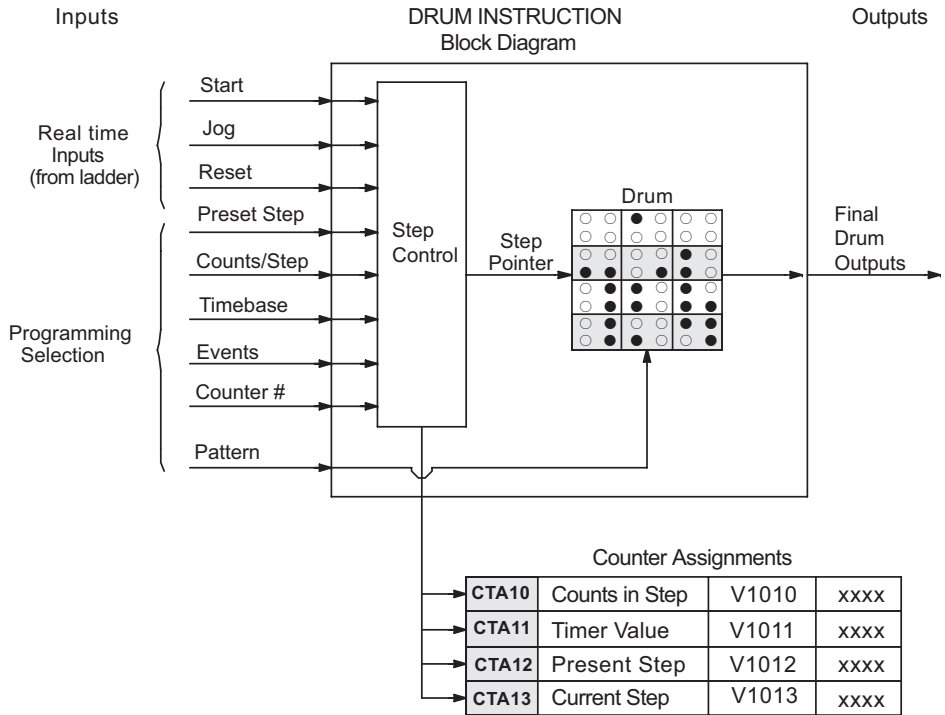 Inputs
DRUM INSTRUCTION
Block Diagram
Outputs
Real time
Inputs
(from ladder)
Programming
Selection
Start
Jog
Reset
Preset Step
Counts/Step
Timebase
Events
Counter #
Pattern
Step
Control
Step
Pointer
Drum
Final
Drum
Outputs
Counter Assignments
CTA10 Counts in Step V1010 xxxx
CTA11 Timer Value V1011 xxxx
CTA12 Present Step V1012 xxxx
CTA13 Current Step V1013 xxxx